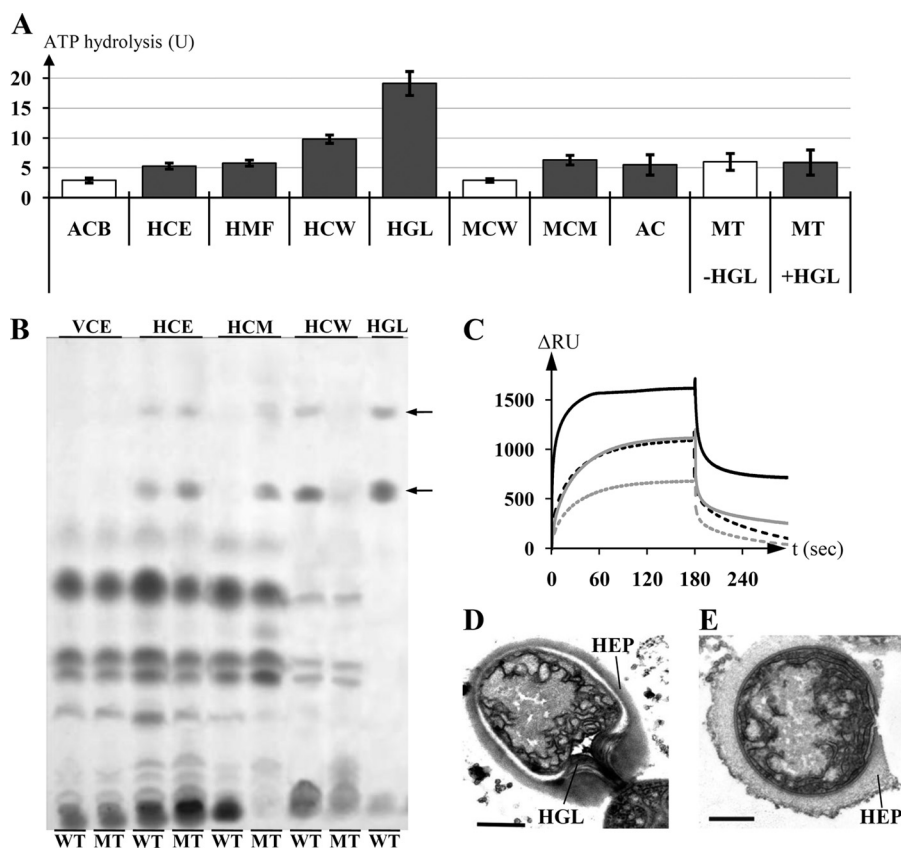 A
ATP hydrolysis (U)
20
15
10
5
0
ACB HCE HMF HCW HGL MCW MCM AC MT MT
-HGL +HGL
B
VCE HCE HCM HCW HGL
WT MT WT MT WT MT WT MT WT
C
ΔRU
1500
1000
500
0
0 60 120 180 240
t (sec)
D
HEP
HGL
E
HEP